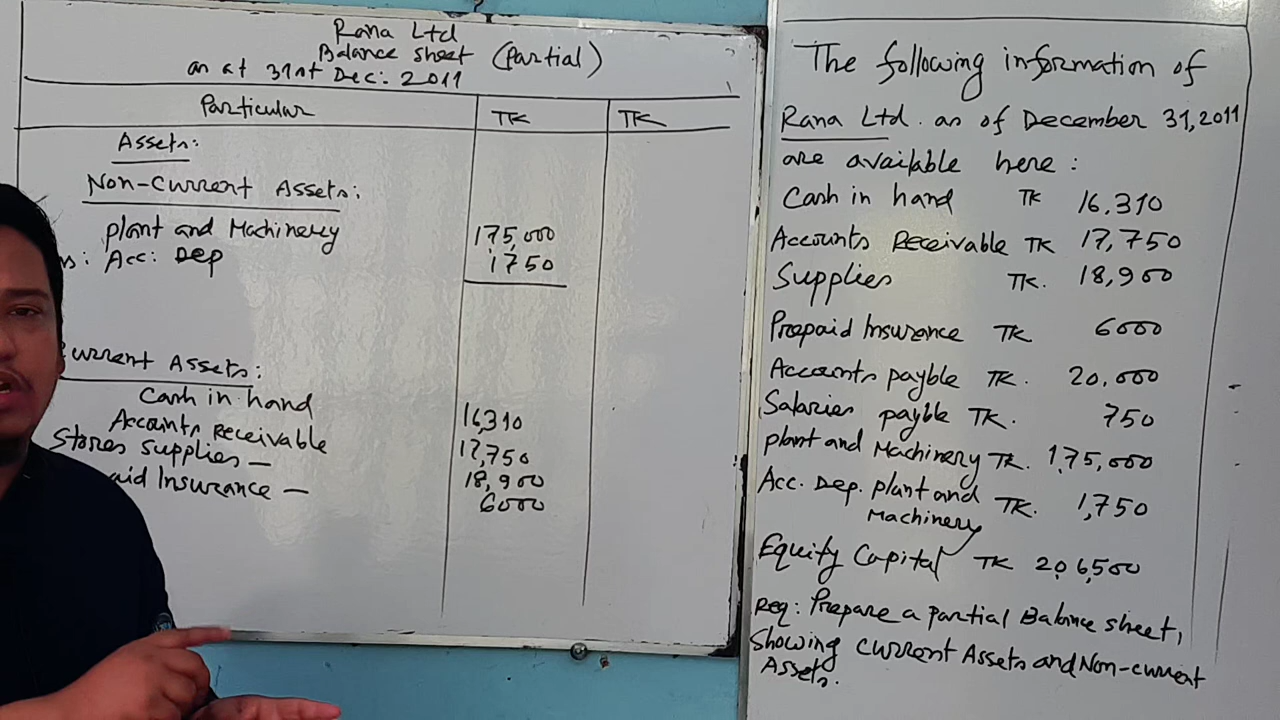 Rana Ltd
Balance sheet (Partial)
as at 31st Dec: 2011
Particular TK TK
Assets:
Non-Current Assets:
plant and Machinery 175,000
s: Acc: Dep 1750
urrent Assets:
Cash in hand 16,310
Accounts Receivable 17,750
Stores supplies — 18,900
aid Insurance — 6000
The following information of
Rana Ltd. as of December 31, 2011
are available here:
Cash in hand TK 16.310
Accounts Receivable TK 17,750
Supplies TK. 18,900
Prepaid Insurance TK 6000
Accounts payble TK. 20,000
Salaries payble TK. 750
plant and Machinery TK. 1,75,000
Acc. Dep. plant and
Machinery TK. 1,750
Equity Capital TK 2,06,500
Req: Prepare a partial Balance sheet,
showing current Assets and Non-current
Assets.